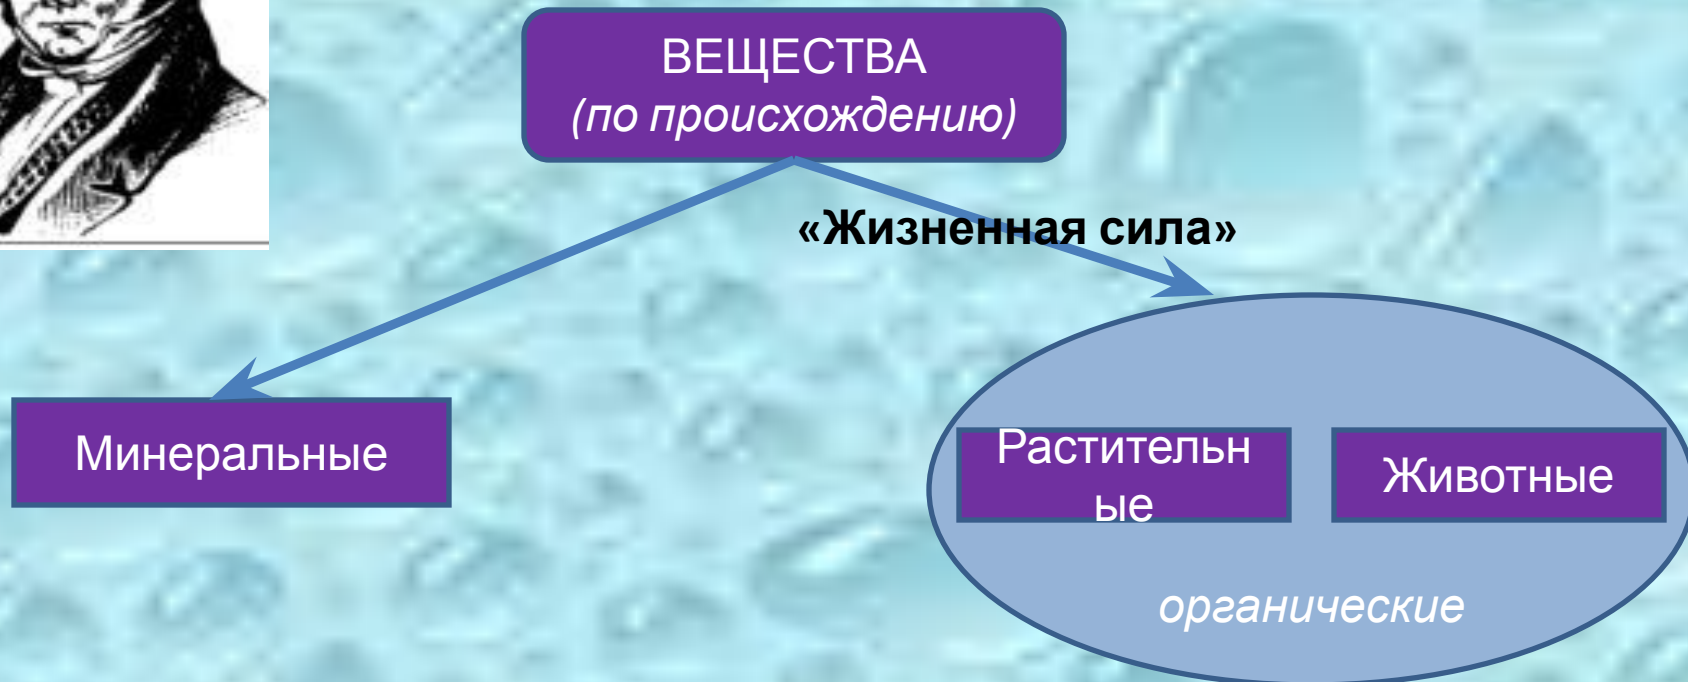 ВЕЩЕСТВА
(по происхождению)
«Жизненная сила»
Минеральные
Растительн
ые
Животные
органические